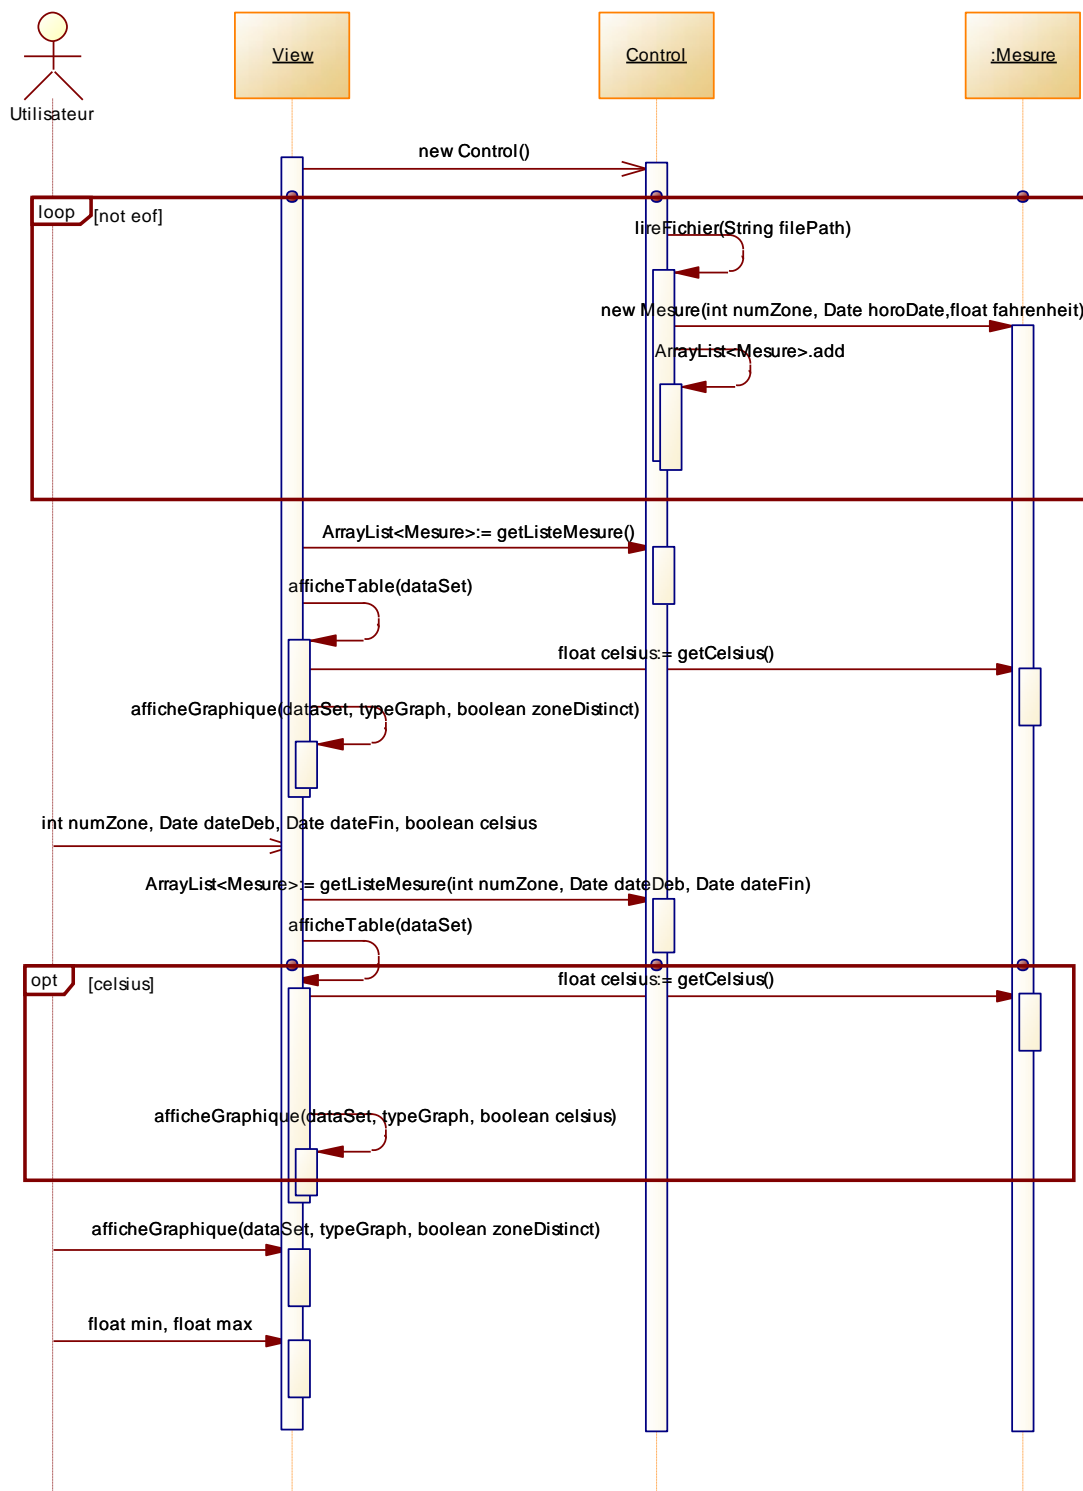 Utilisateur
View
Control
:Mesure
new Control()
loop
[not eof]
lireFichier(String filePath)
new Mesure(int numZone, Date horoDate,float fahrenheit)
ArrayList<Mesure>.add
ArrayList<Mesure>:= getListeMesure()
afficheTable(dataSet)
float celsius:= getCelsius()
afficheGraphique(dataSet, typeGraph, boolean zoneDistinct)
int numZone, Date dateDeb, Date dateFin, boolean celsius
ArrayList<Mesure>:= getListeMesure(int numZone, Date dateDeb, Date dateFin)
afficheTable(dataSet)
opt
[celsius]
float celsius:= getCelsius()
afficheGraphique(dataSet, typeGraph, boolean celsius)
afficheGraphique(dataSet, typeGraph, boolean zoneDistinct)
float min, float max